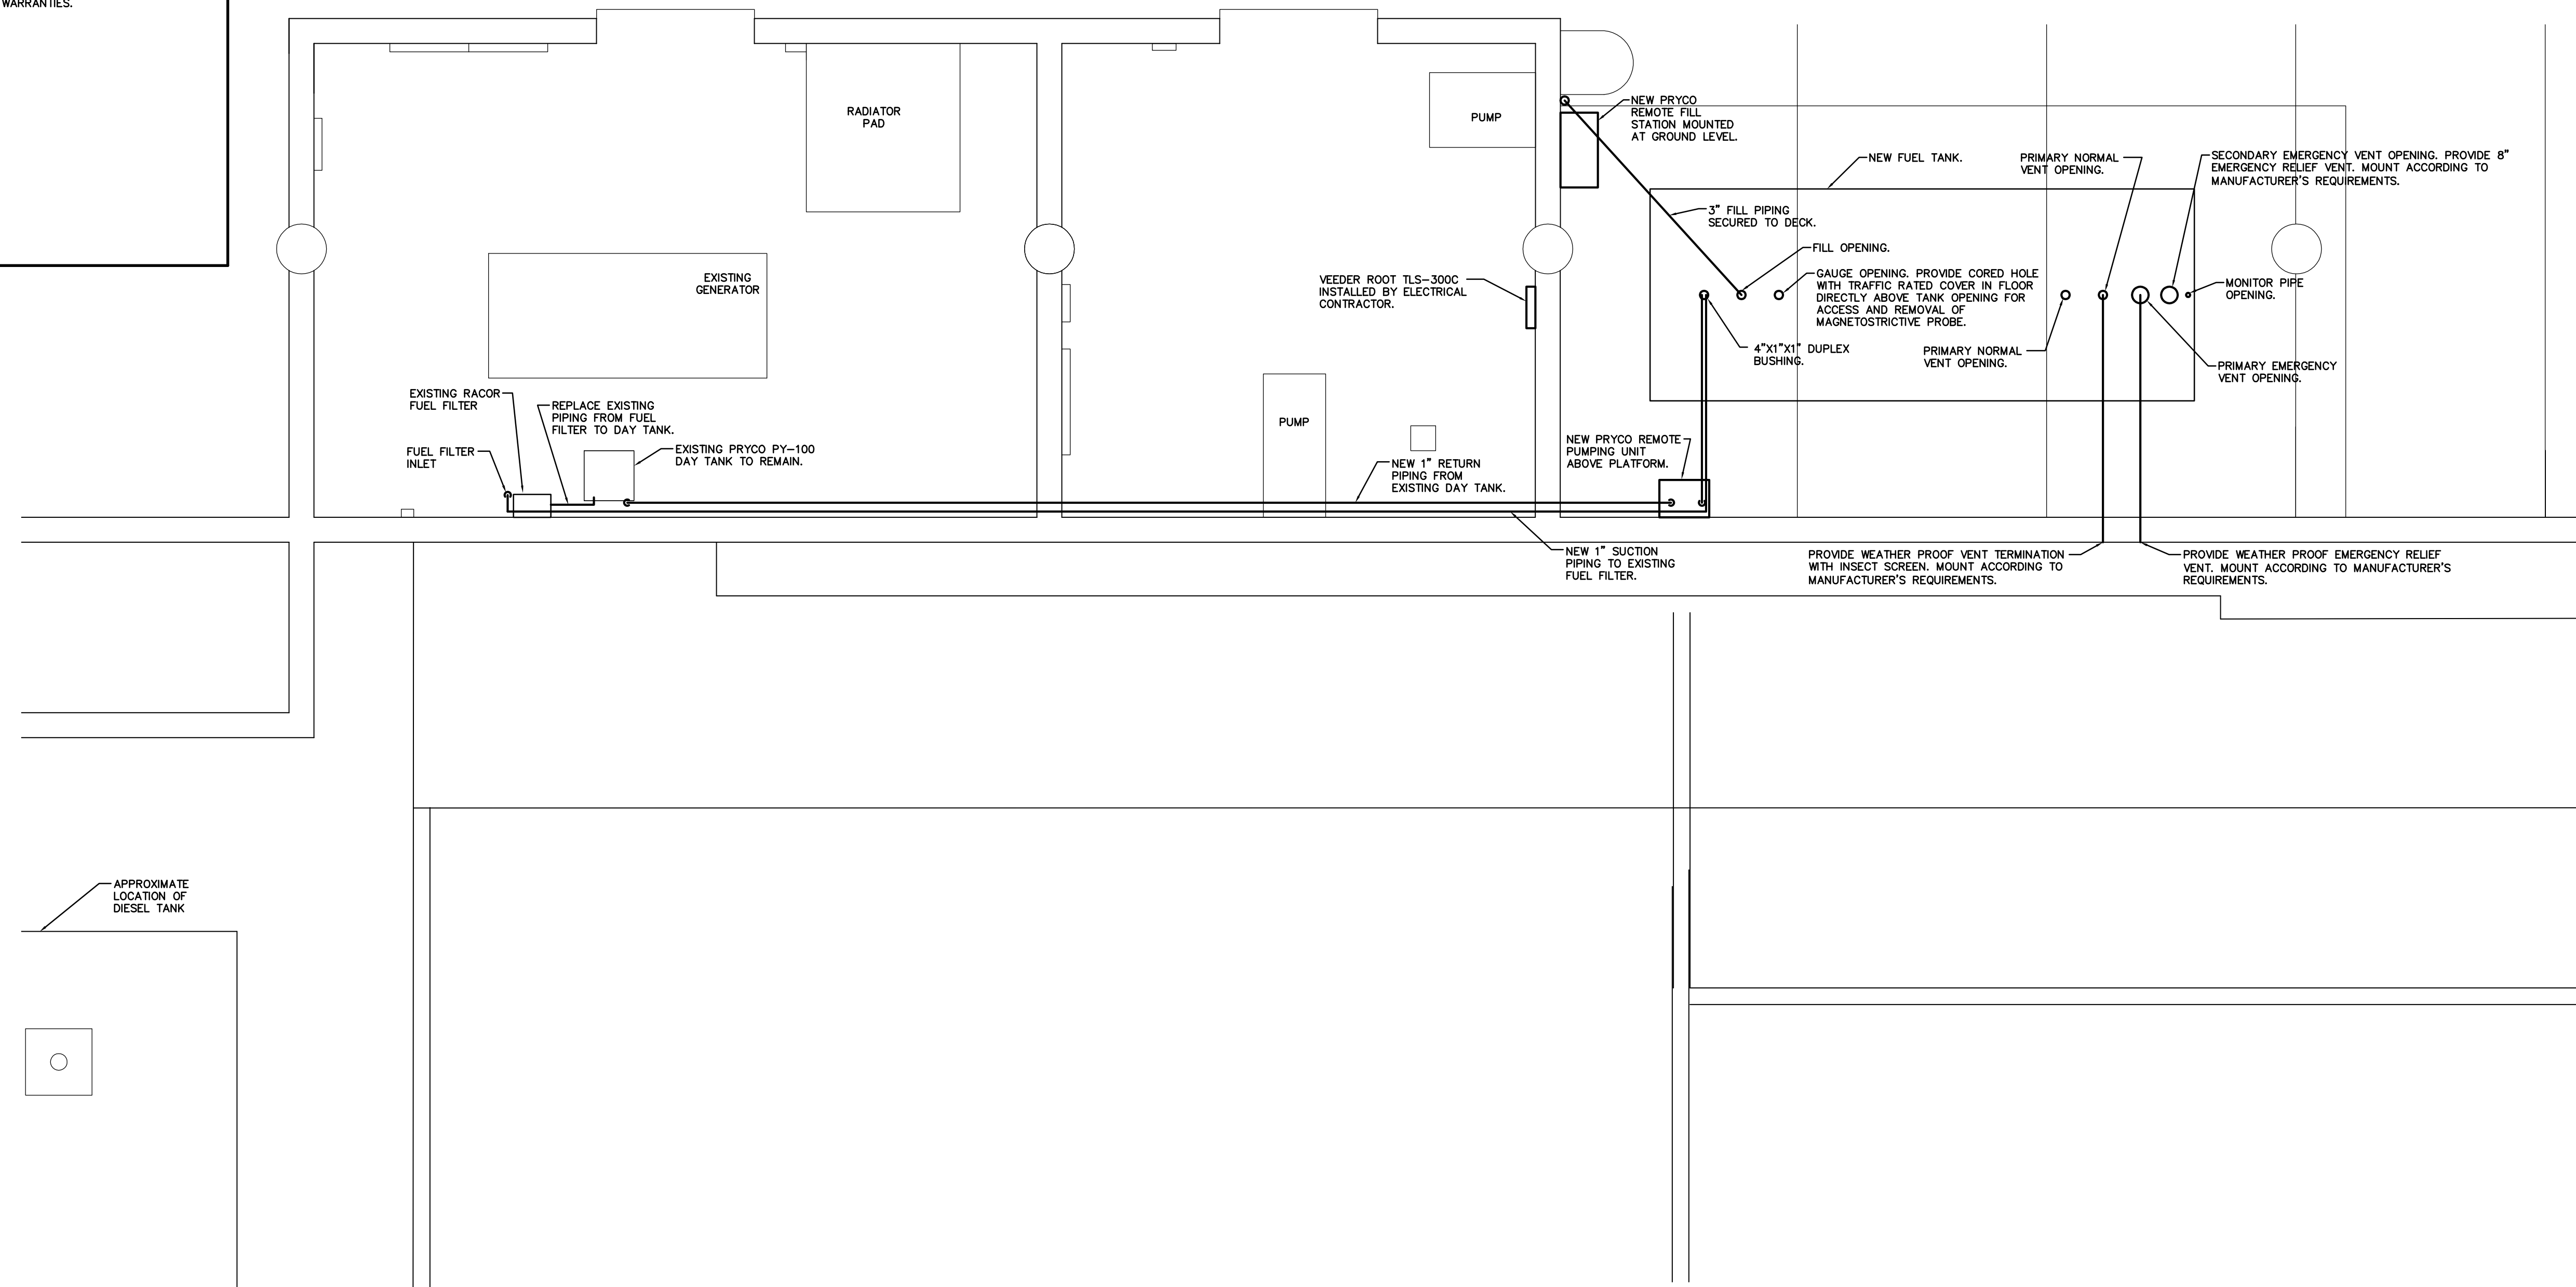 WARRANTIES.
RADIATOR
PAD
PUMP
NEW PRYCO
REMOTE FILL
STATION MOUNTED
AT GROUND LEVEL.
NEW FUEL TANK.
PRIMARY NORMAL
VENT OPENING.
SECONDARY EMERGENCY VENT OPENING. PROVIDE 8"
EMERGENCY RELIEF VENT. MOUNT ACCORDING TO
MANUFACTURER'S REQUIREMENTS.
3" FILL PIPING
SECURED TO DECK.
FILL OPENING.
EXISTING
GENERATOR
VEEDER ROOT TLS-300C
INSTALLED BY ELECTRICAL
CONTRACTOR.
GAUGE OPENING. PROVIDE CORED HOLE
WITH TRAFFIC RATED COVER IN FLOOR
DIRECTLY ABOVE TANK OPENING FOR
ACCESS AND REMOVAL OF
MAGNETOSTRICTIVE PROBE.
MONITOR PIPE
OPENING.
4"X1"X1" DUPLEX
BUSHING.
PRIMARY NORMAL
VENT OPENING.
PRIMARY EMERGENCY
VENT OPENING.
EXISTING RACOR
FUEL FILTER
REPLACE EXISTING
PIPING FROM FUEL
FILTER TO DAY TANK.
PUMP
FUEL FILTER
INLET
EXISTING PRYCO PY-100
DAY TANK TO REMAIN.
NEW 1" RETURN
PIPING FROM
EXISTING DAY TANK.
NEW PRYCO REMOTE
PUMPING UNIT
ABOVE PLATFORM.
NEW 1" SUCTION
PIPING TO EXISTING
FUEL FILTER.
PROVIDE WEATHER PROOF VENT TERMINATION
WITH INSECT SCREEN. MOUNT ACCORDING TO
MANUFACTURER'S REQUIREMENTS.
PROVIDE WEATHER PROOF EMERGENCY RELIEF
VENT. MOUNT ACCORDING TO MANUFACTURER'S
REQUIREMENTS.
APPROXIMATE
LOCATION OF
DIESEL TANK